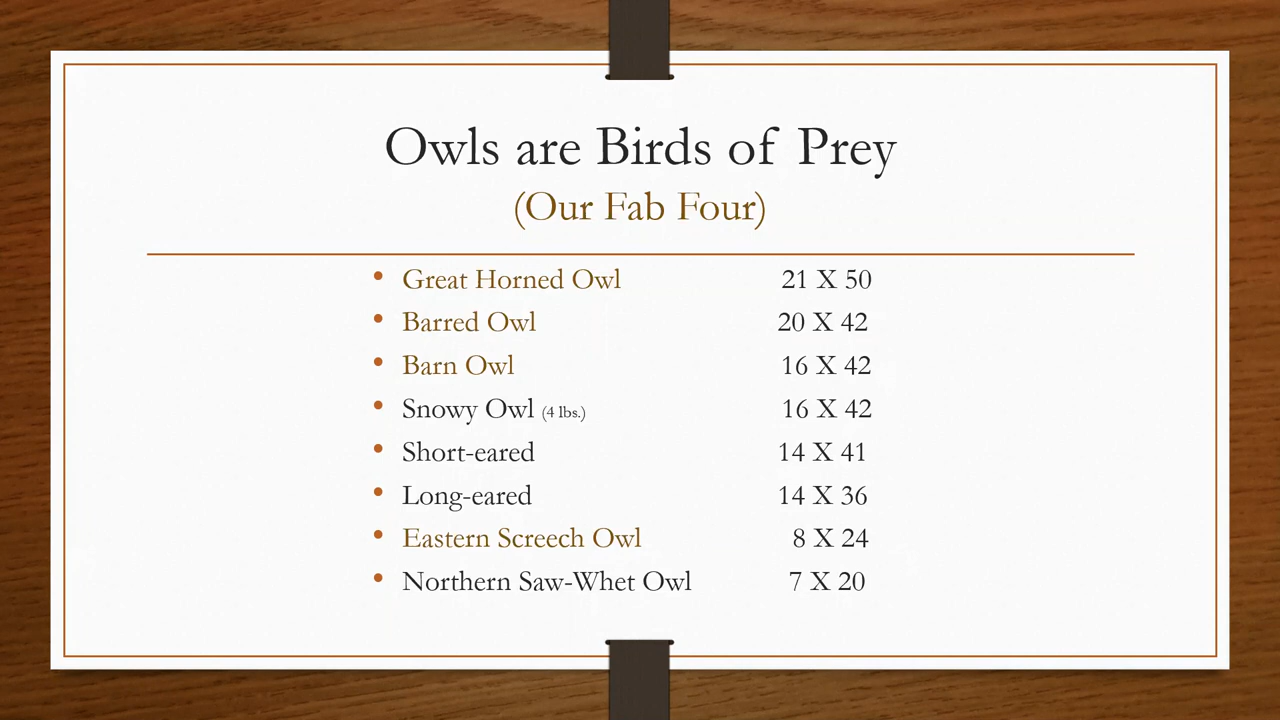 Owls are Birds of Prey
(Our Fab Four)
• Great Horned Owl 21 X 50
• Barred Owl 20 X 42
• Barn Owl 16 X 42
• Snowy Owl (4 lbs.) 16 X 42
• Short-eared 14 X 41
• Long-eared 14 X 36
• Eastern Screech Owl 8 X 24
• Northern Saw-Whet Owl 7 X 20